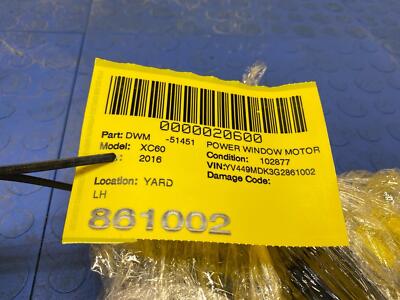 0000020600
Part: DWM -51451 POWER WINDOW MOTOR
Model: XC60 Condition: 102877
.: 2016 VIN:YV449MDK3G2861002
Location: YARD Damage Code:
LH
861002